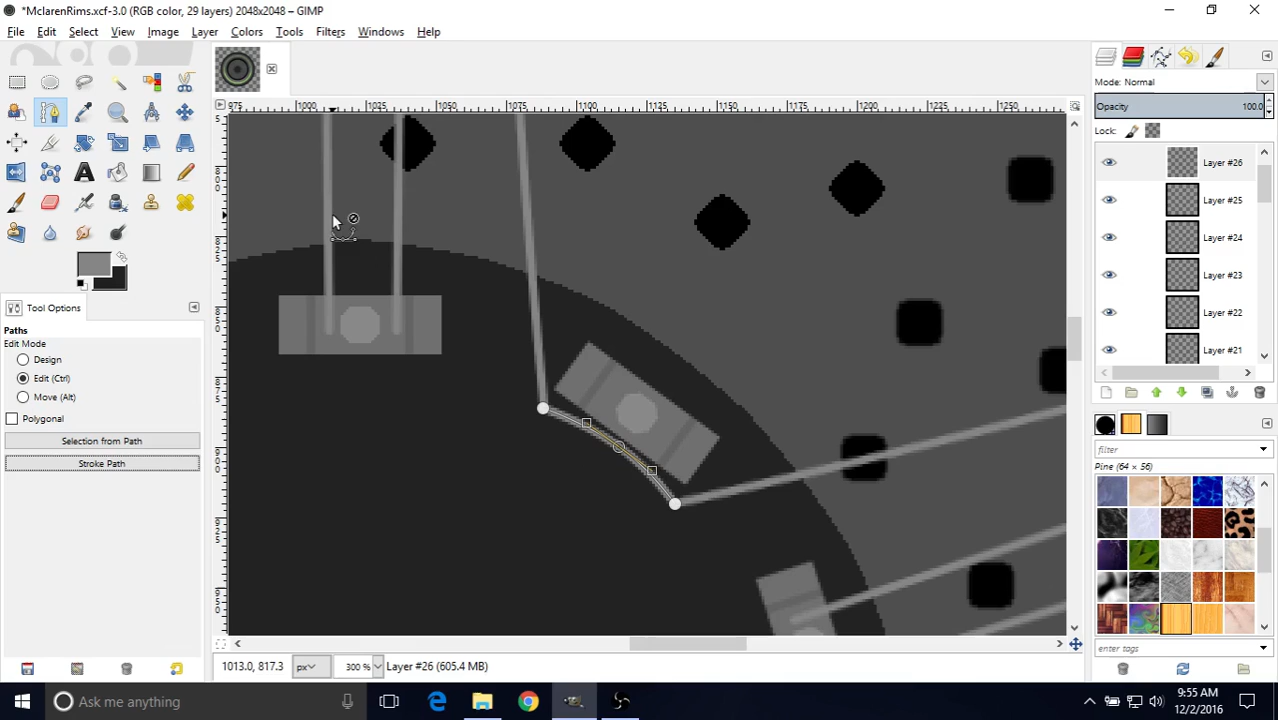 *MclarenRims.xcf-3.0 (RGB color, 29 layers) 2048x2048 – GIMP
File Edit Select View Image Layer Colors Tools Filters Windows Help
Mode: Normal
Opacity 100.0
Lock:
975 1000 1025 1050 1075 1100 1125 1150 1175 1200 1225 1250
Layer #26
Layer #25
Layer #24
Layer #23
Layer #22
Layer #21
Tool Options
Paths
Edit Mode
Design
Edit (Ctrl)
Move (Alt)
Polygonal
Selection from Path
Stroke Path
filter
Pine (64 × 56)
enter tags
1013.0, 817.3 px 300 % Layer #26 (605.4 MB)
Ask me anything
9:55 AM
12/2/2016